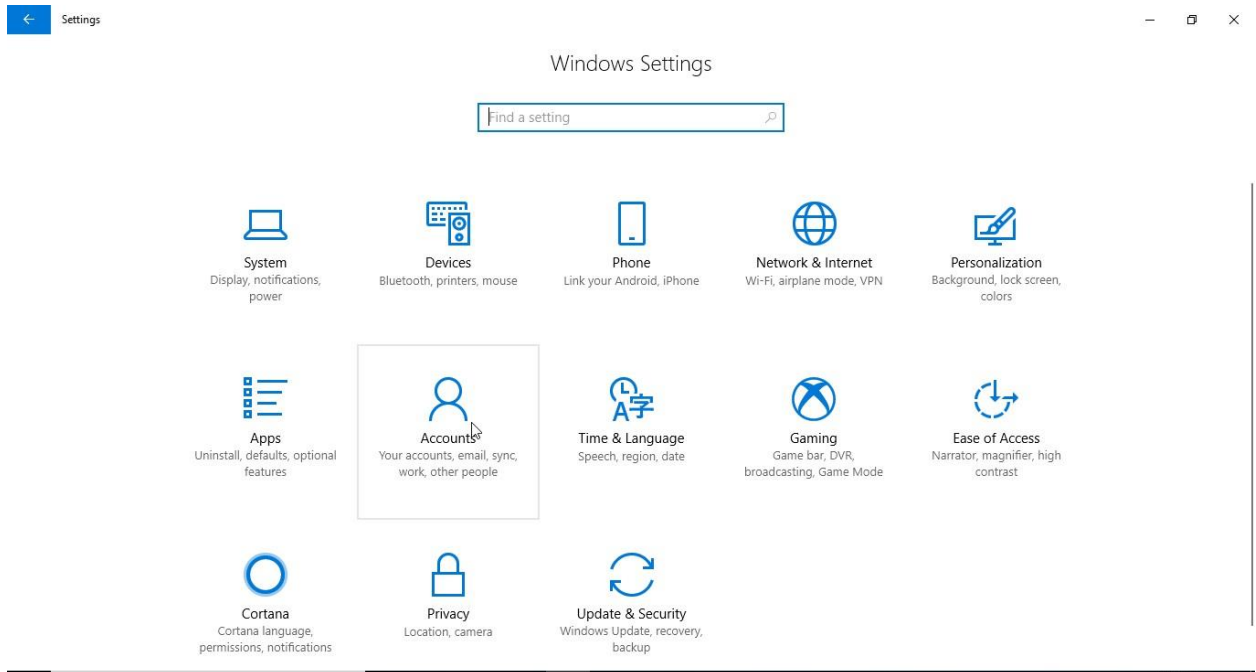 Settings
Windows Settings
Find a setting
System
Display, notifications,
power
Devices
Bluetooth, printers, mouse
Phone
Link your Android, iPhone
Network & Internet
Wi-Fi, airplane mode, VPN
Personalization
Background, lock screen,
colors
Apps
Uninstall, defaults, optional
features
Accounts
Your accounts, email, sync,
work, other people
A字
Time & Language
Speech, region, date
Gaming
Game bar, DVR,
broadcasting, Game Mode
Ease of Access
Narrator, magnifier, high
contrast
Cortana
Cortana language,
permissions, notifications
Privacy
Location, camera
Update & Security
Windows Update, recovery,
backup